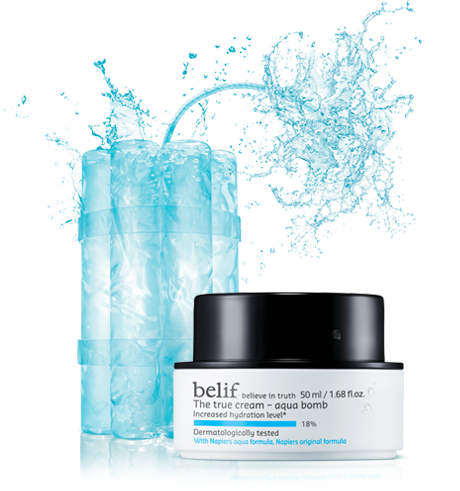 belif believe in truth 50 ml / 1.68 fl.oz.
The true cream – aqua bomb
Increased hydration level*
18%
Dermatologically tested
With Napiers aqua formula, Napiers original formula